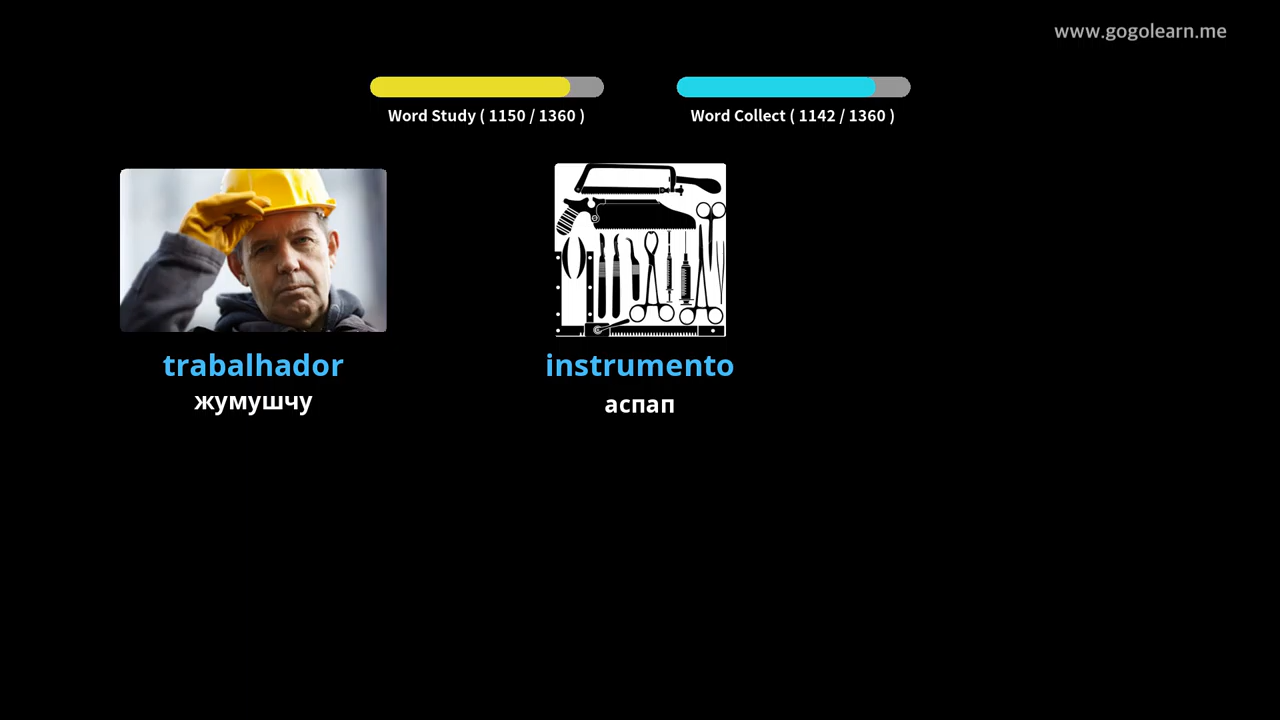 www.gogolearn.me
Word Study ( 1150 / 1360 )
Word Collect ( 1142 / 1360 )
trabalhador
жумушчу
instrumento
аспап